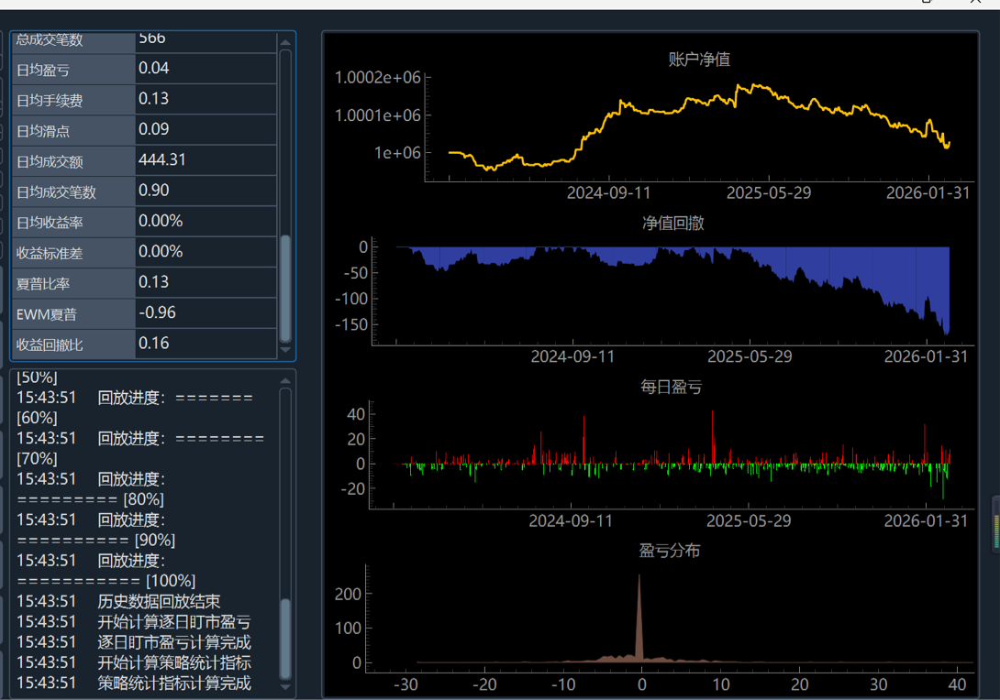 总成交笔数 566
日均盈亏 0.04
日均手续费 0.13
日均滑点 0.09
日均成交额 444.31
日均成交笔数 0.90
日均收益率 0.00%
收益标准差 0.00%
夏普比率 0.13
EWM夏普 -0.96
收益回撤比 0.16
[50%]
15:43:51 回放进度：=======
[60%]
15:43:51 回放进度：========
[70%]
15:43:51 回放进度：
========= [80%]
15:43:51 回放进度：
========== [90%]
15:43:51 回放进度：
=========== [100%]
15:43:51 历史数据回放结束
15:43:51 开始计算逐日盯市盈亏
15:43:51 逐日盯市盈亏计算完成
15:43:51 开始计算策略统计指标
15:43:51 策略统计指标计算完成
账户净值
1.0002e+06
1.0001e+06
1e+06
2024-09-11 2025-05-29 2026-01-31
净值回撤
0
-50
-100
-150
2024-09-11 2025-05-29 2026-01-31
每日盈亏
40
20
0
-20
2024-09-11 2025-05-29 2026-01-31
盈亏分布
200
100
0
-30 -20 -10 0 10 20 30 40